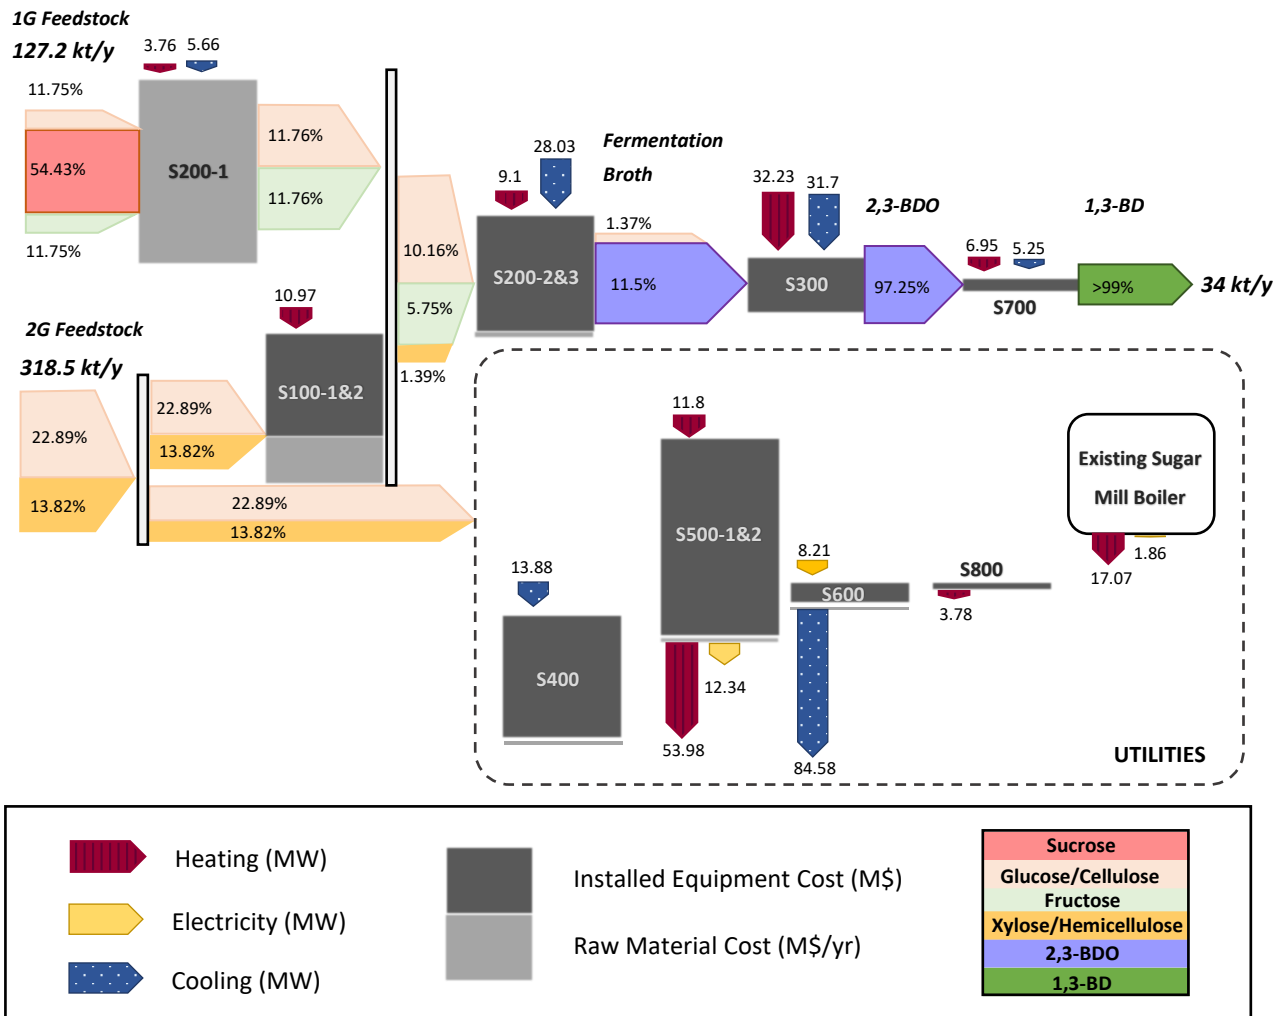 1G Feedstock
127.2 kt/y
3.76
5.66
11.75%
54.43%
11.75%
S200-1
11.76%
11.76%
10.16%
5.75%
1.39%
9.1
28.03
Fermentation
Broth
S200-2&3
1.37%
11.5%
32.23
31.7
2,3-BDO
S300
97.25%
1,3-BD
6.95
5.25
S700
>99%
34 kt/y
2G Feedstock
318.5 kt/y
22.89%
13.82%
22.89%
13.82%
10.97
S100-1&2
22.89%
13.82%
13.88
S400
11.8
S500-1&2
53.98
12.34
8.21
S600
84.58
S800
3.78
Existing Sugar
Mill Boiler
17.07
1.86
UTILITIES
Heating (MW)
Electricity (MW)
Cooling (MW)
Installed Equipment Cost (M$)
Raw Material Cost (M$/yr)
Sucrose
Glucose/Cellulose
Fructose
Xylose/Hemicellulose
2,3-BDO
1,3-BD